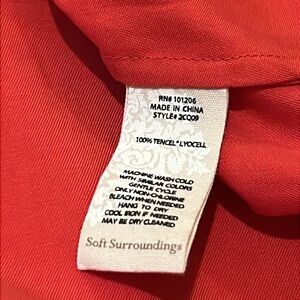 RN# 101206
MADE IN CHINA
STYLE# 2CQ09
100% TENCEL* LYOCELL
MACHINE WASH COLD
WITH SIMILAR COLORS
GENTLE CYCLE
ONLY NON-CHLORINE
BLEACH WHEN NEEDED
HANG TO DRY
COOL IRON IF NEEDED
MAY BE DRY CLEANED
Soft Surroundings